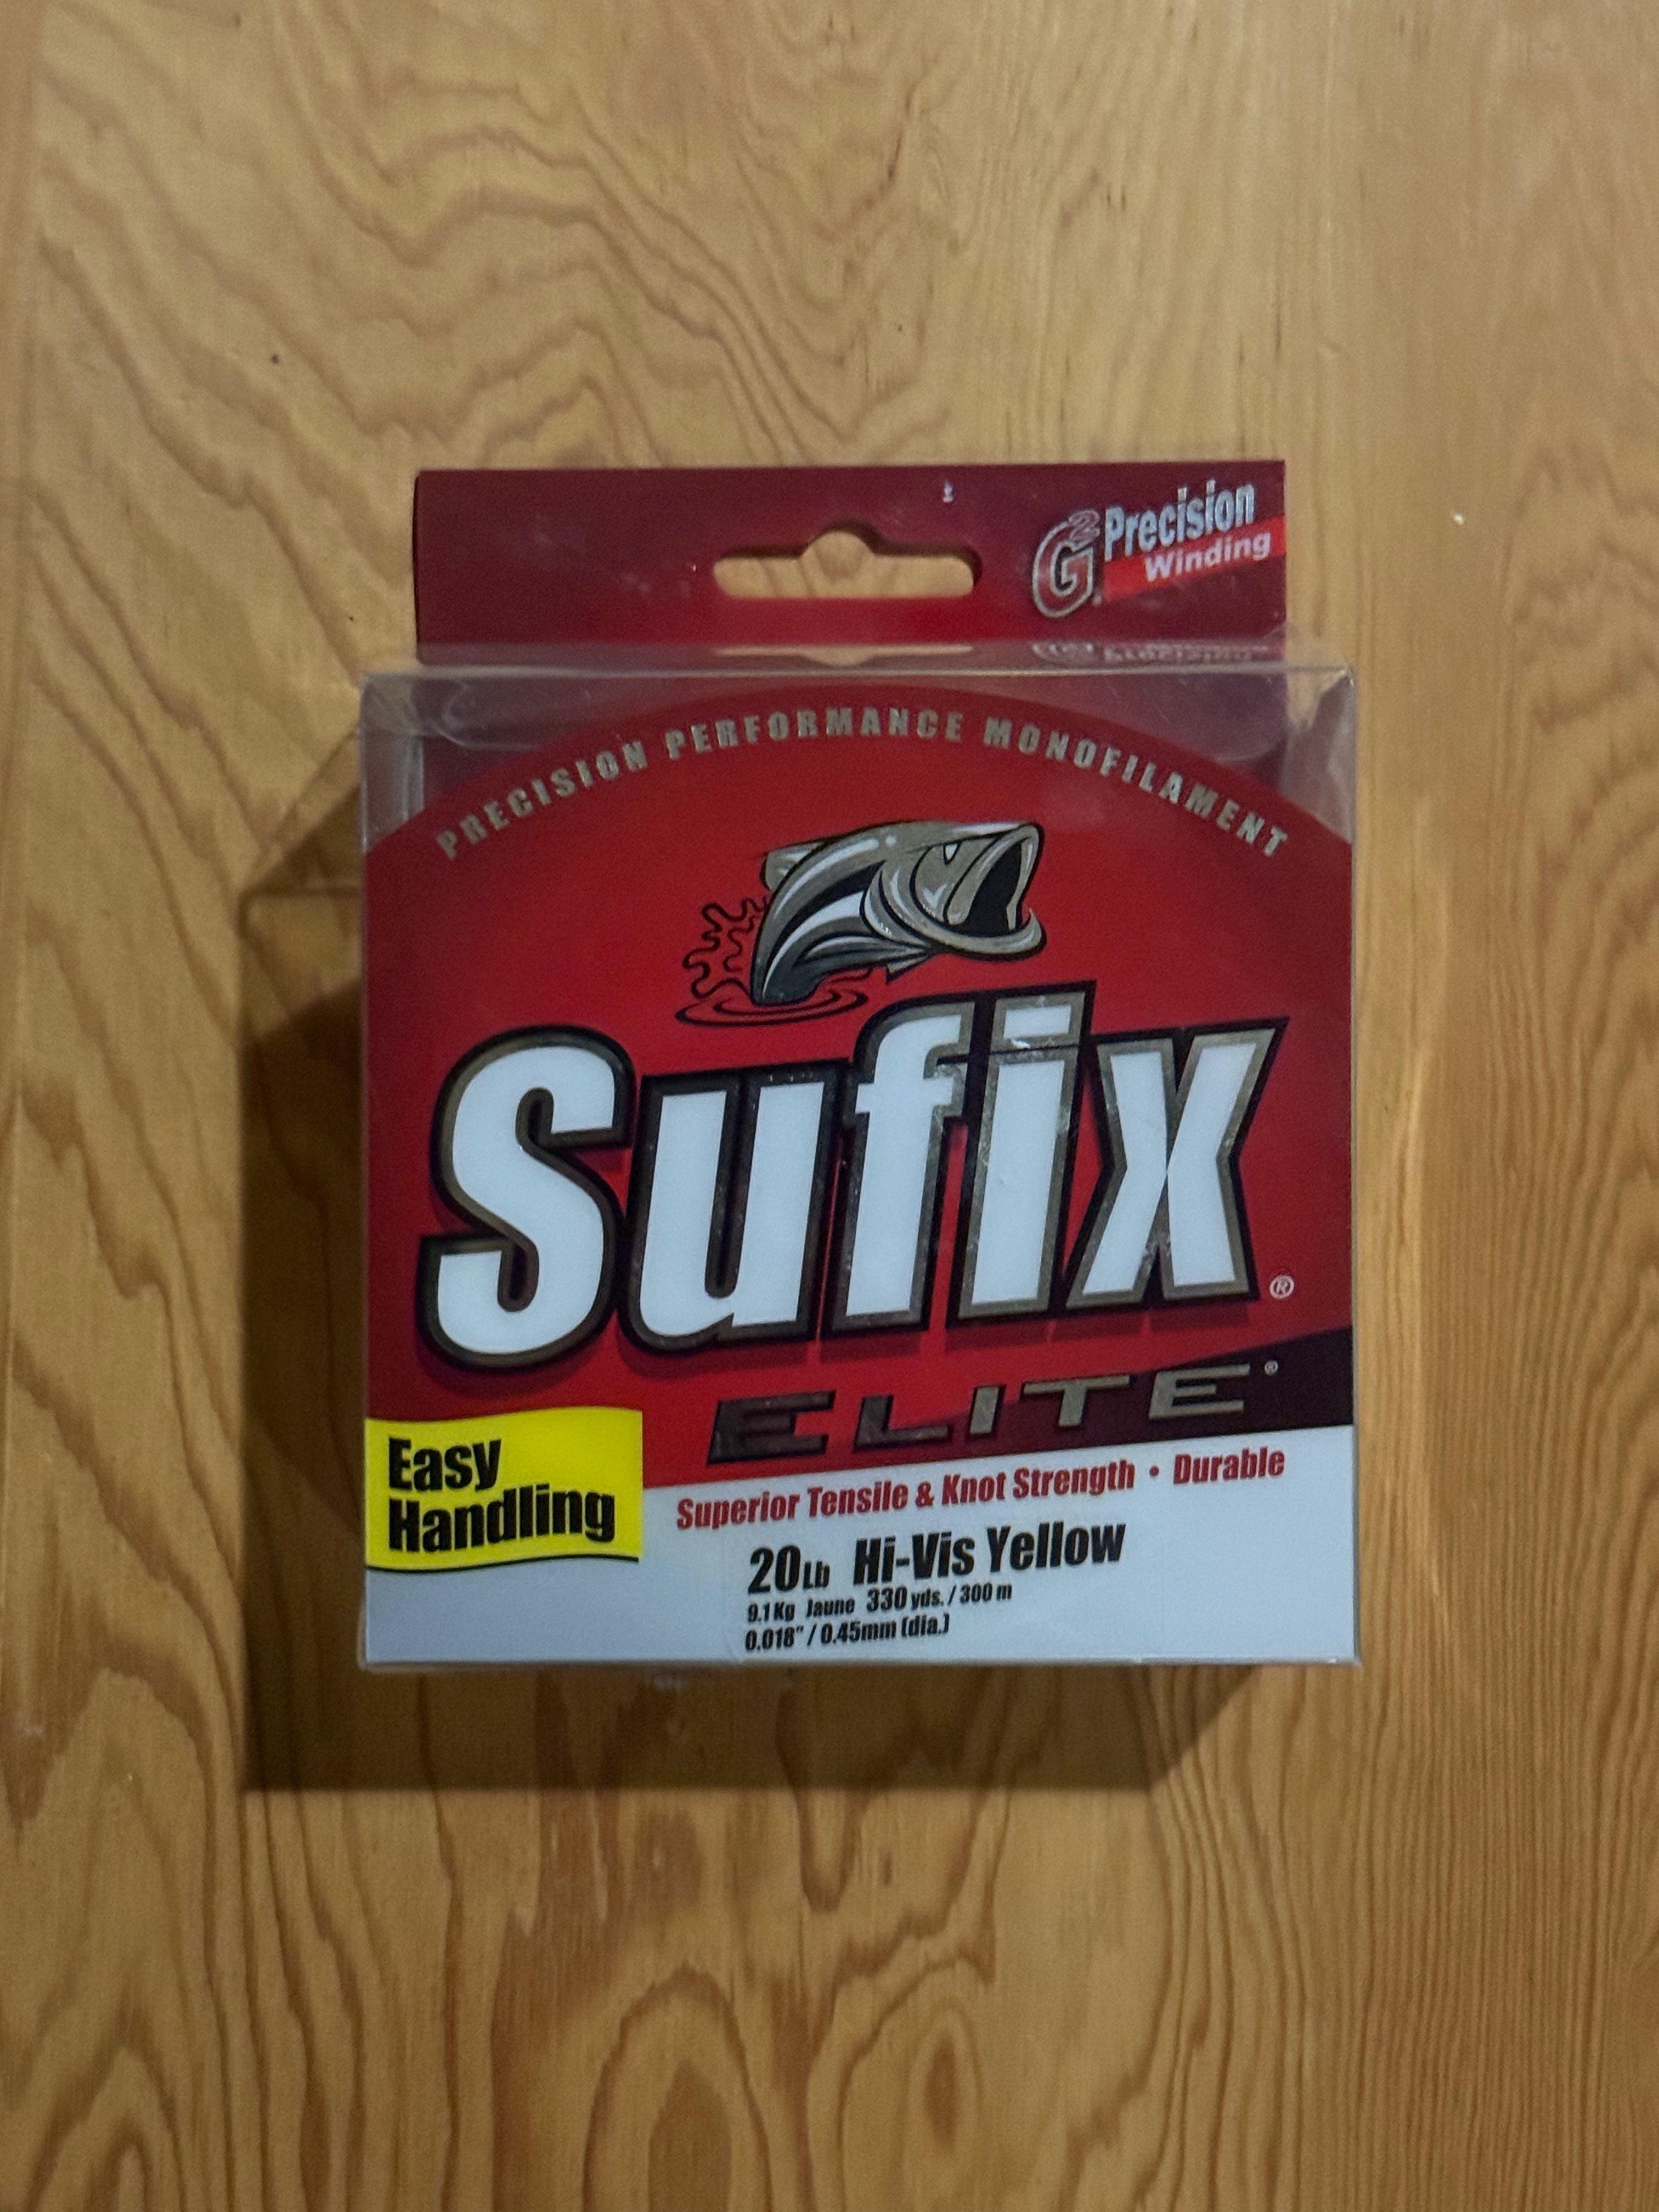 G2 Precision
Winding
PRECISION PERFORMANCE MONOFILAMENT
Sufix®
ELITE®
Easy
Handling
Superior Tensile & Knot Strength • Durable
20Lb Hi-Vis Yellow
9.1Kg Jaune 330 yds. / 300 m
0.018" / 0.45mm (dia.)